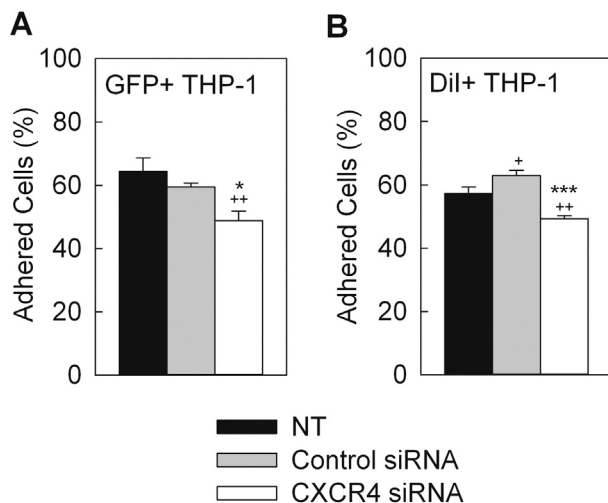 A
Adhered Cells (%)
100
80
60
40
20
0
GFP+ THP-1
*
++
B
Adhered Cells (%)
100
80
60
40
20
0
DiI+ THP-1
+
***
++
NT
Control siRNA
CXCR4 siRNA